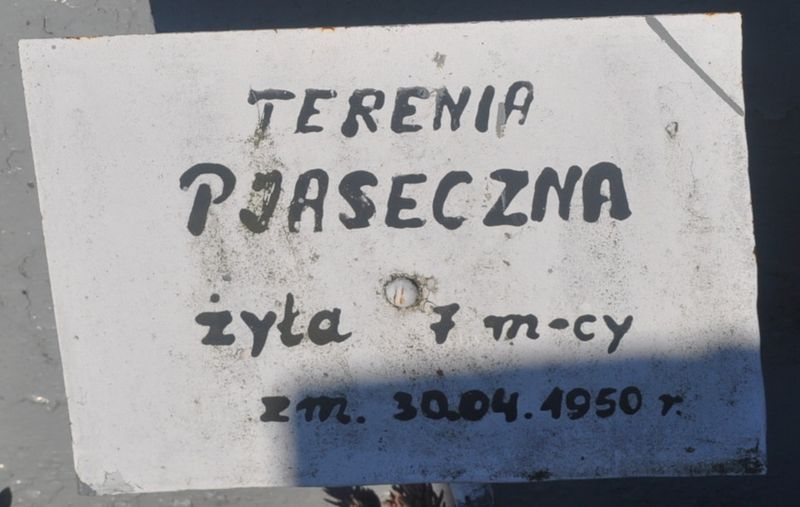 TERENIA
PJASECZNA
żyła 7 m-cy
zm. 30.04.1950 r.